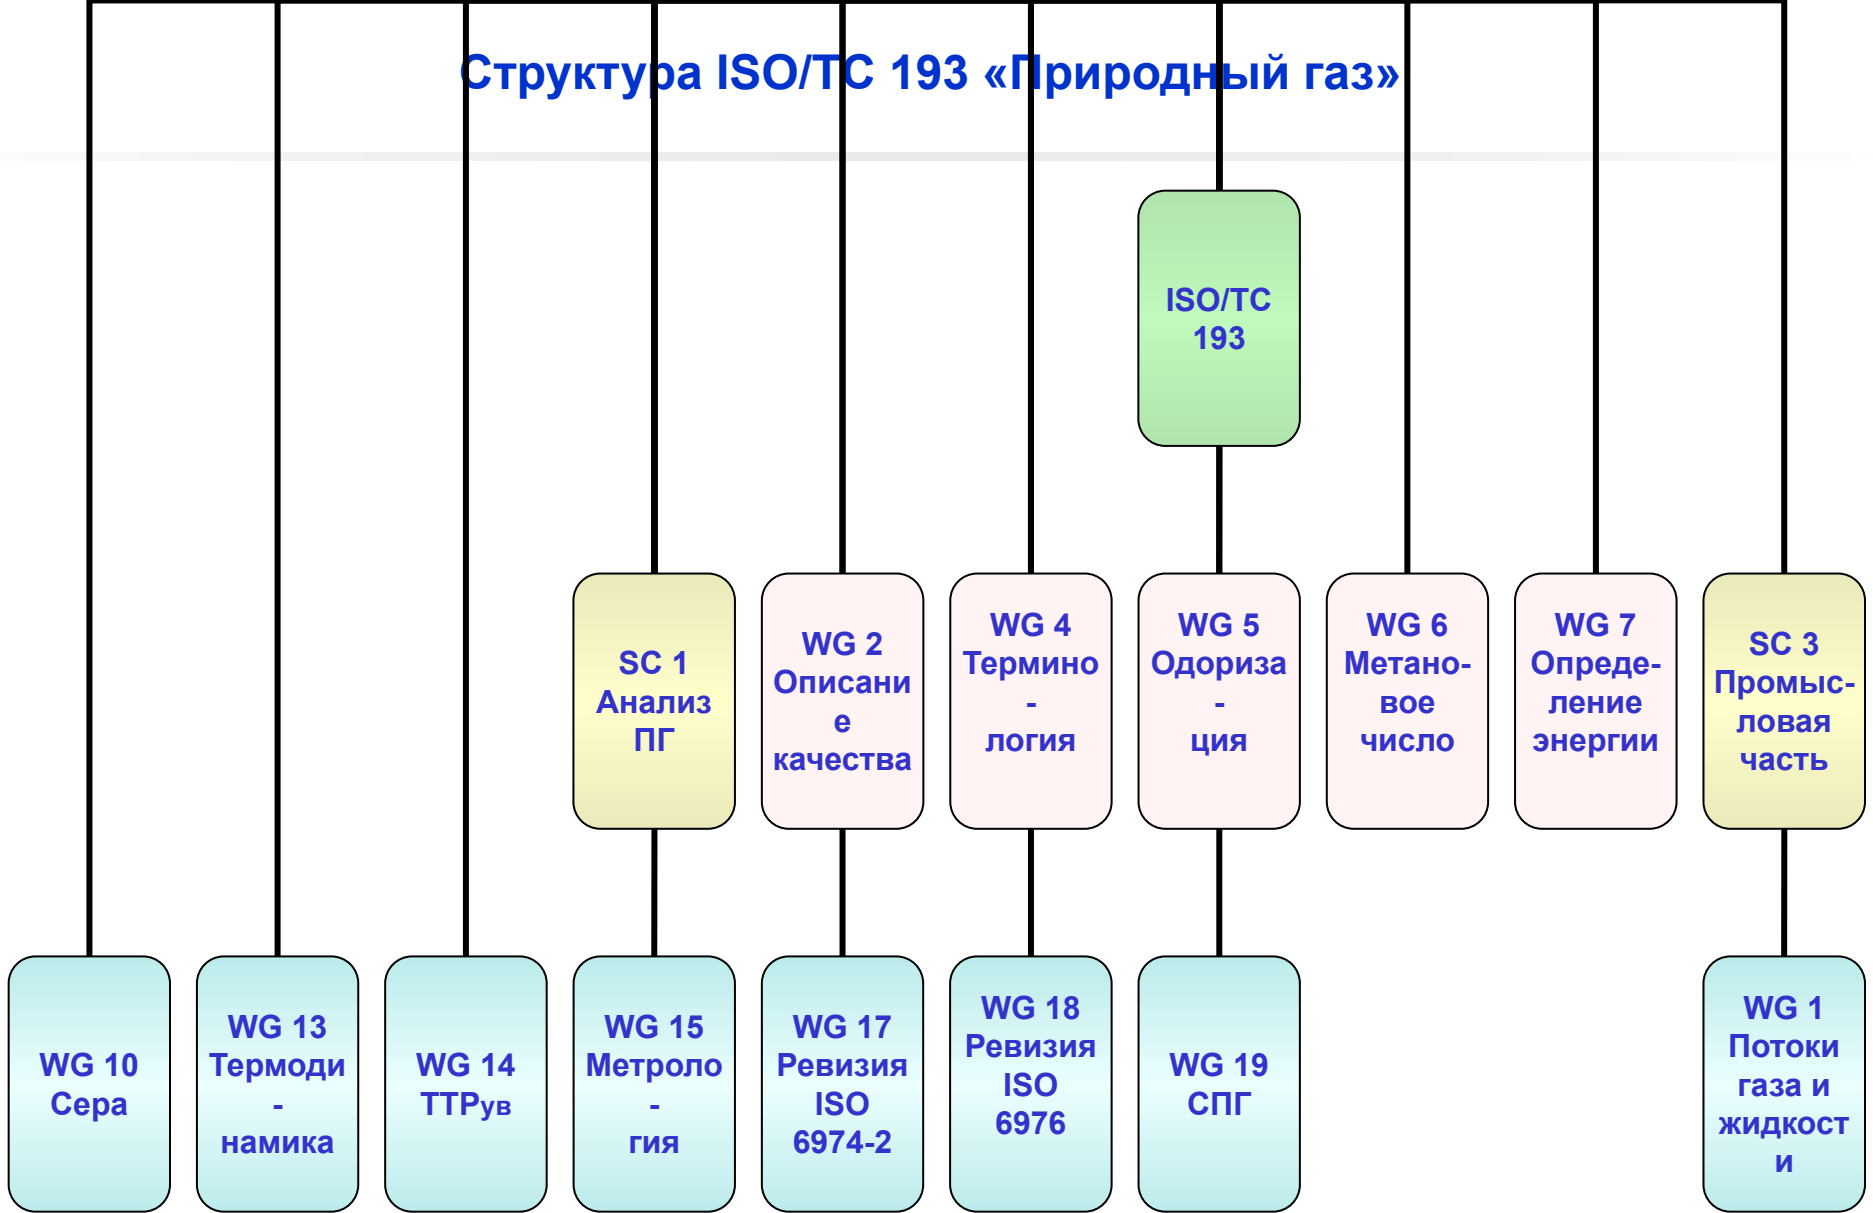 Структура ISO/TC 193 «Природный газ»
ISO/TC
193
SC 1
Анализ
ПГ
WG 2
Описани
е
качества
WG 4
Термино
-
логия
WG 5
Одориза
-
ция
WG 6
Метано-
вое
число
WG 7
Опреде-
ление
энергии
SC 3
Промыс-
ловая
часть
WG 10
Сера
WG 13
Термоди
-
намика
WG 14
ТТРув
WG 15
Метроло
-
гия
WG 17
Ревизия
ISO
6974-2
WG 18
Ревизия
ISO
6976
WG 19
СПГ
WG 1
Потоки
газа и
жидкост
и